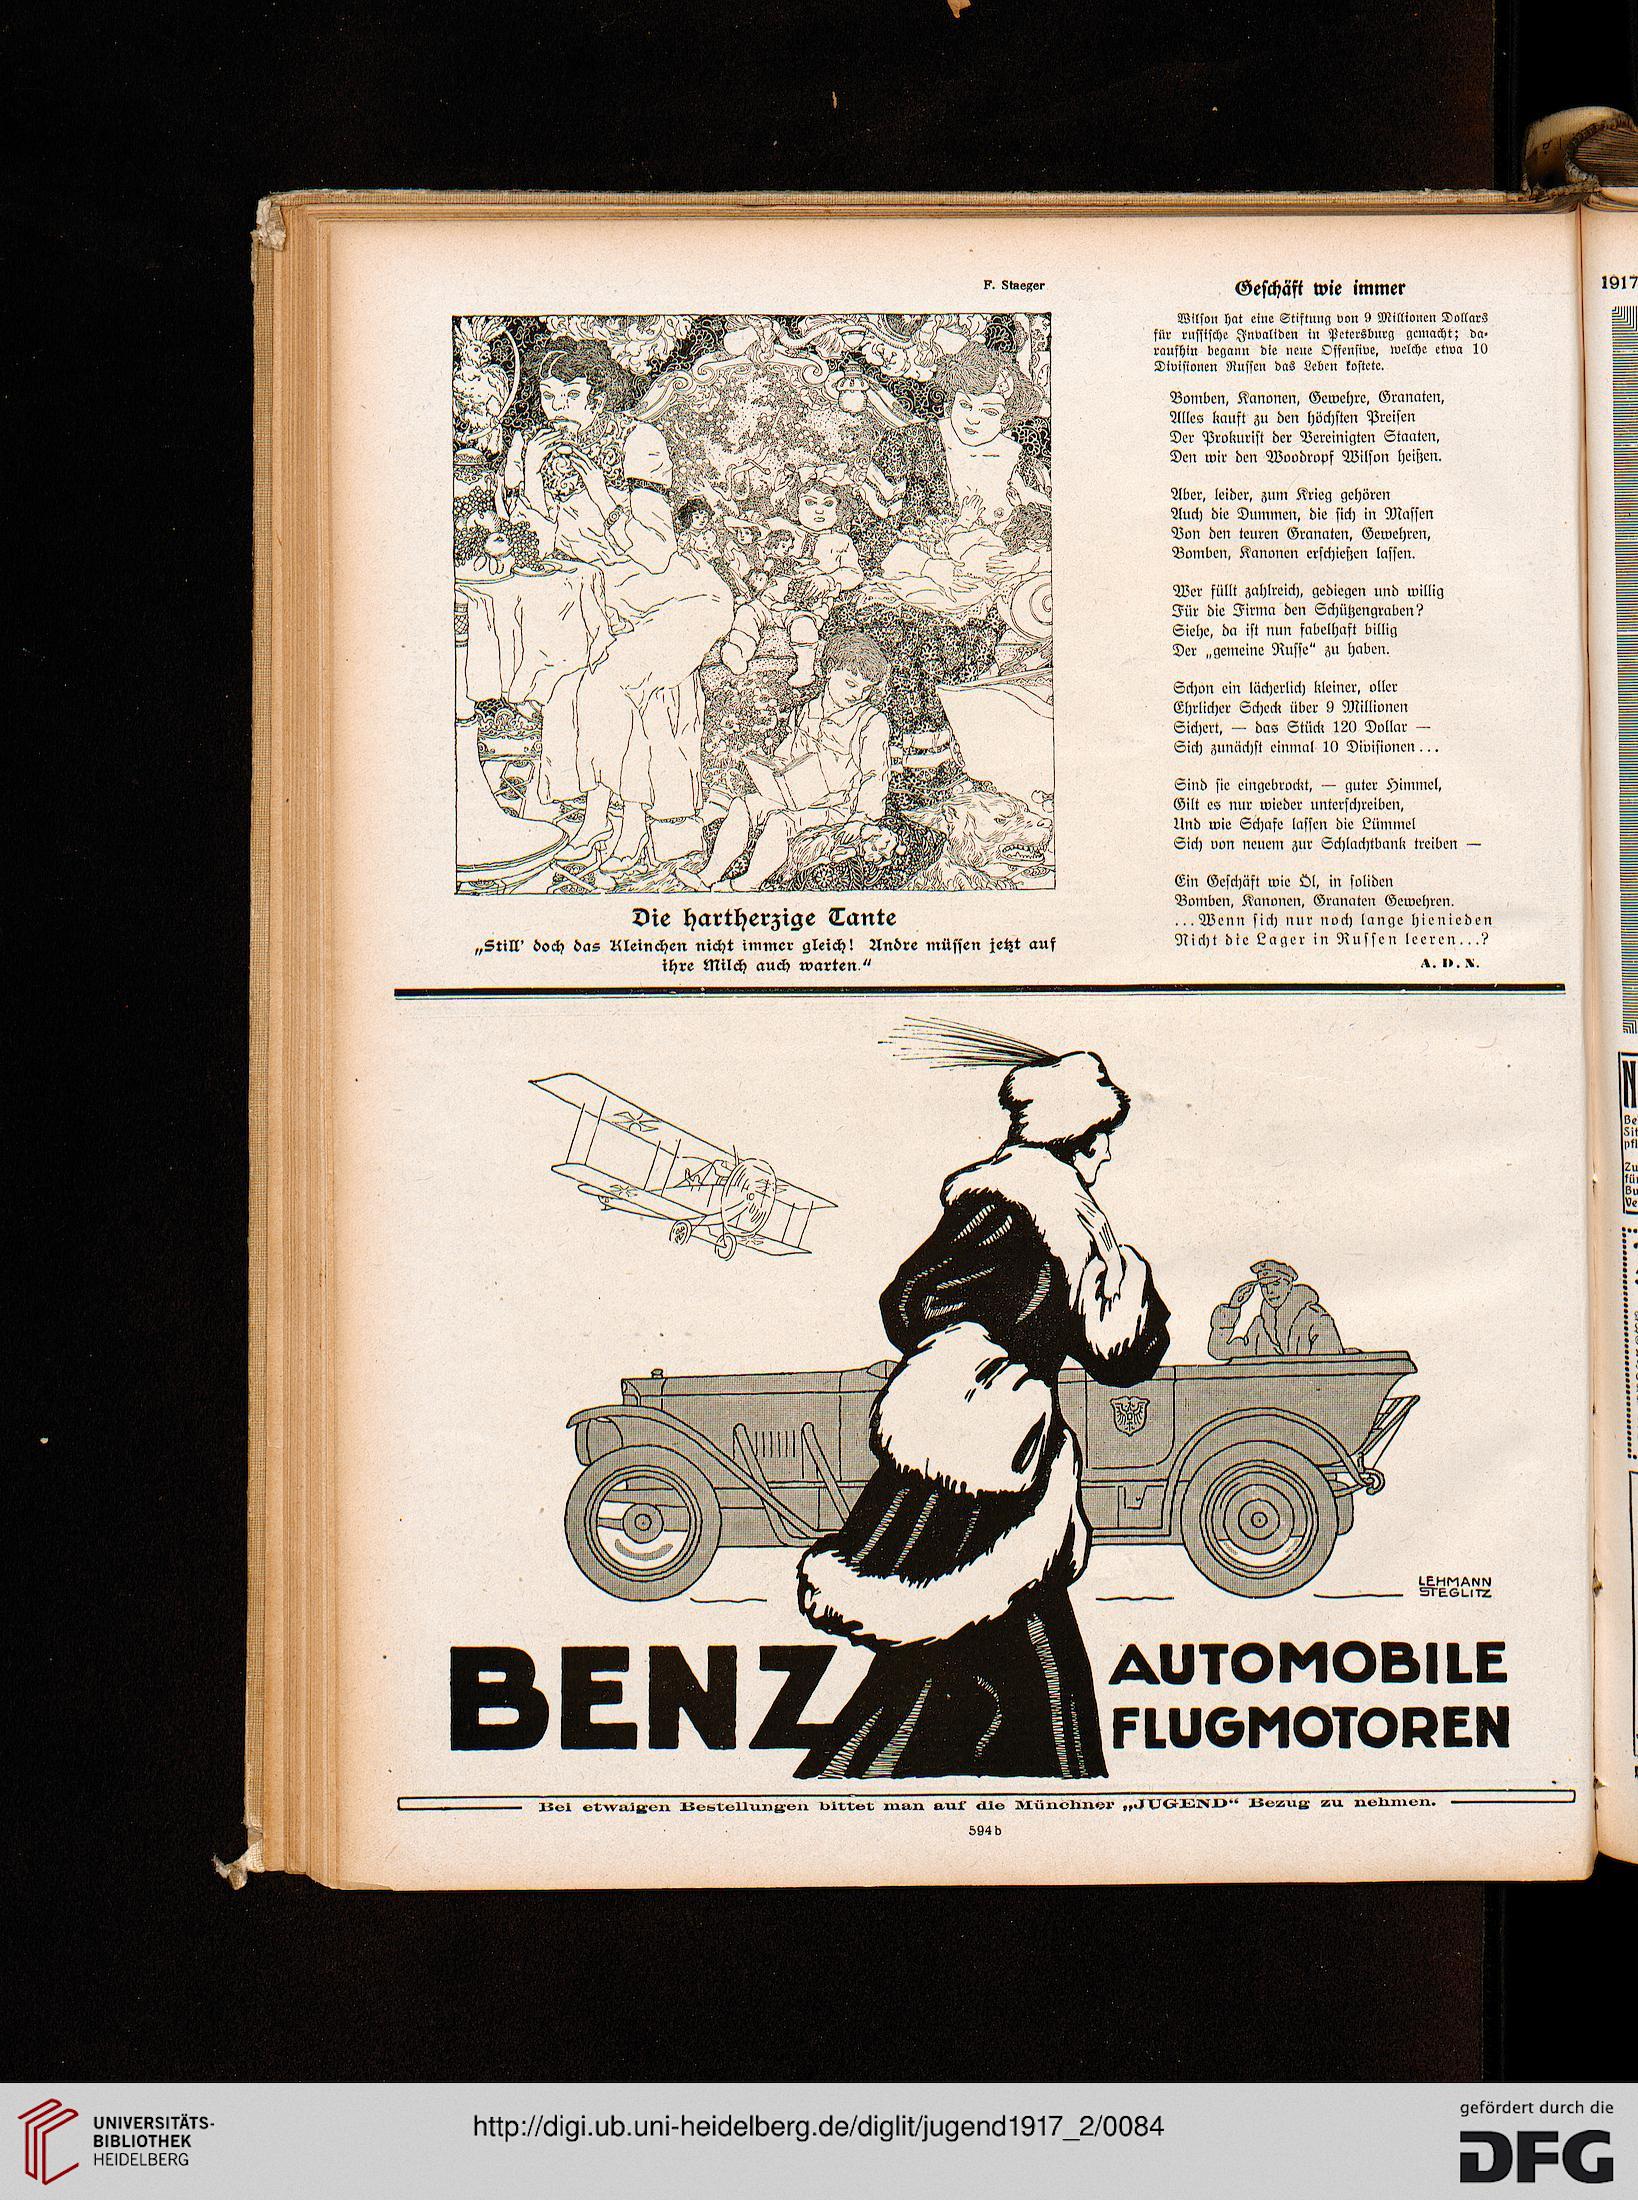 F. Staeger
Die hartherzige Tante
„Still' doch das Kleinchen nicht immer gleich! Andre müssen jetzt auf
ihre Milch auch warten."
Geschäft wie immer
Wilson hat eine Stiftung von 9 Millionen Dollars
für russische Invaliden in Petersburg gemacht; da-
raufhin begann die neue Offensive, welche etwa 10
Divisionen Russen das Leben kostete.
Bomben, Kanonen, Gewehre, Granaten,
Alles kauft zu den höchsten Preisen
Der Prokurist der Vereinigten Staaten,
Den wir den Woodropf Wilson heißen.
Aber, leider, zum Krieg gehören
Auch die Dummen, die sich in Massen
Von den teuren Granaten, Gewehren,
Bomben, Kanonen erschießen lassen.
Wer füllt zahlreich, gediegen und willig
Für die Firma den Schützengraben?
Siehe, da ist nun fabelhaft billig
Der „gemeine Russe" zu haben.
Schon ein lächerlich kleiner, oller
Ehrlicher Scheck über 9 Millionen
Sichert, — das Stück 120 Dollar —
Sich zunächst einmal 10 Divisionen...
Sind sie eingebrockt, — guter Himmel,
Gilt es nur wieder unterschreiben,
Und wie Schafe lassen die Lümmel
Sich von neuem zur Schlachtbank treiben —
Ein Geschäft wie Öl, in soliden
Bomben, Kanonen, Granaten Gewehren.
...Wenn sich nur noch lange hienieden
Nicht die Lager in Russen leeren...?
A. D. N.
LEHMANN
STEGLITZ
BENZ
AUTOMOBILE
FLUGMOTOREN
Bei etwaigen Bestellungen bittet man auf die Münchner „JUGEND" Bezug zu nehmen.
594 b
1917
UNIVERSITÄTS-
BIBLIOTHEK
HEIDELBERG
http://digi.ub.uni-heidelberg.de/diglit/jugend1917_2/0084
gefördert durch die
DFG